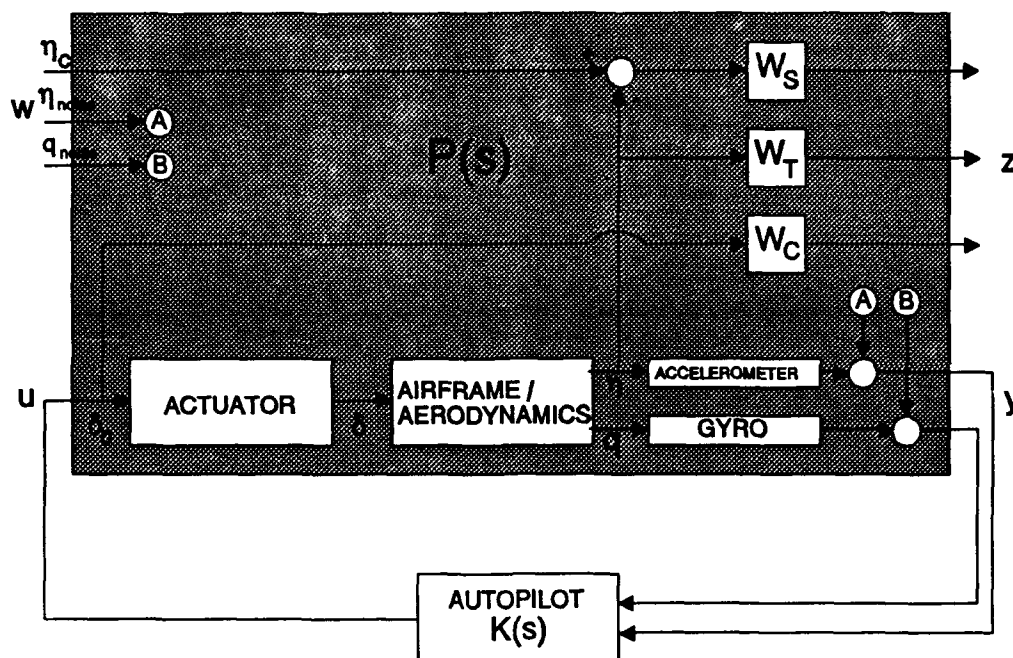 η_C
W_S
w η_noise
A
q_noise
B
P(s)
W_T
z
W_C
A B
u
δ_c
ACTUATOR
δ
AIRFRAME /
AERODYNAMICS
η
ACCELEROMETER
q
GYRO
y
AUTOPILOT
K(s)